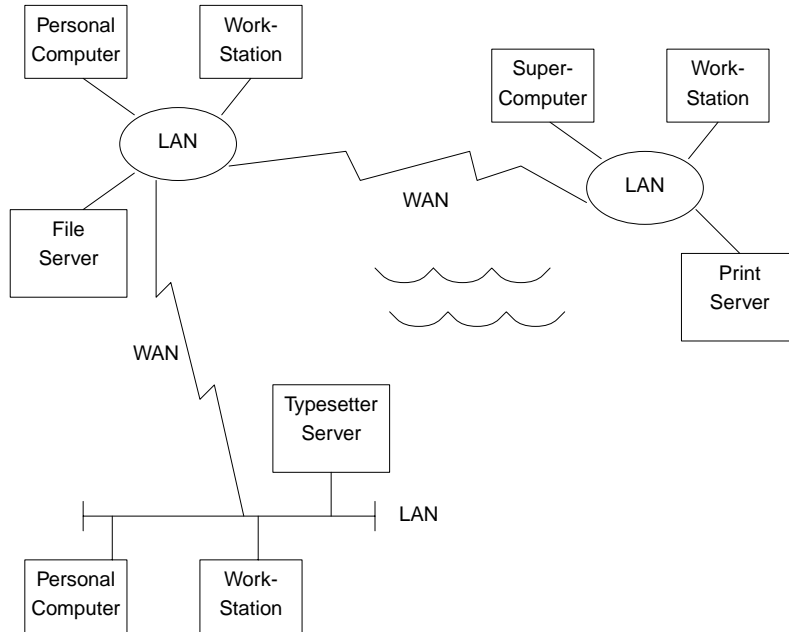 Personal
Computer
Work-
Station
Super-
Computer
Work-
Station
LAN
LAN
WAN
File
Server
Print
Server
WAN
Typesetter
Server
LAN
Personal
Computer
Work-
Station